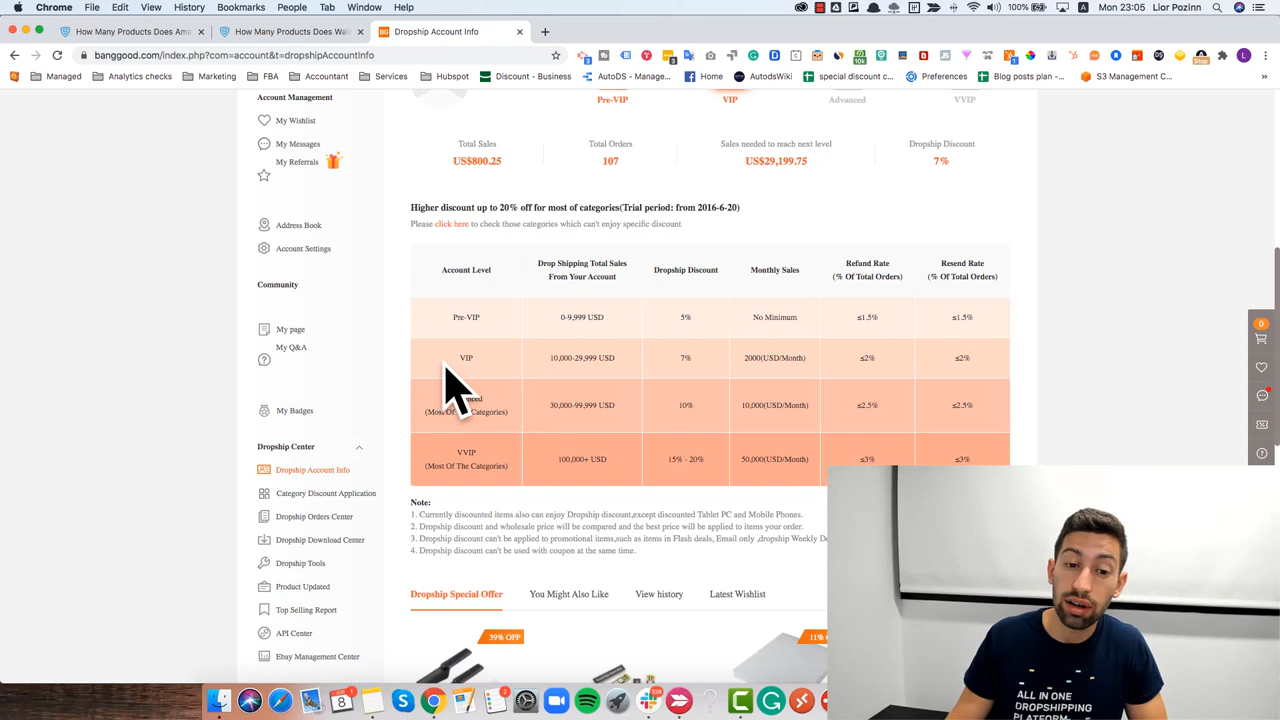 Chrome File Edit View History Bookmarks People Tab Window Help 100% Mon 23:05 Lior Pozinn
How Many Products Does Ama × How Many Products Does Wal × Dropship Account Info × +
banggood.com/index.php?com=account&t=dropshipAccountInfo
Managed Analytics checks Marketing FBA Accountant Services Hubspot Discount - Business AutoDS - Manage... Home AutodsWiki special discount c... Preferences Blog posts plan -... S3 Management C... »
Account Management
My Wishlist
My Messages
My Referrals
Address Book
Account Settings
Community
My page
My Q&A
My Badges
Dropship Center
Dropship Account Info
Category Discount Application
Dropship Orders Center
Dropship Download Center
Dropship Tools
Product Updated
Top Selling Report
API Center
Ebay Management Center
Pre-VIP VIP Advanced VVIP
Total Sales Total Orders Sales needed to reach next level Dropship Discount
US$800.25 107 US$29,199.75 7%
Higher discount up to 20% off for most of categories(Trial period: from 2016-6-20)
Please click here to check those categories which can't enjoy specific discount
Account Level Drop Shipping Total Sales From Your Account Dropship Discount Monthly Sales Refund Rate (% Of Total Orders) Resend Rate (% Of Total Orders)
Pre-VIP 0-9,999 USD 5% No Minimum ≤1.5% ≤1.5%
VIP 10,000-29,999 USD 7% 2000(USD/Month) ≤2% ≤2%
(Most Categories) 30,000-99,999 USD 10% 10,000(USD/Month) ≤2.5% ≤2.5%
VVIP (Most Of The Categories) 100,000+ USD 15% - 20% 50,000(USD/Month) ≤3% ≤3%
Note:
1. Currently discounted items also can enjoy Dropship discount,except discounted Tablet PC and Mobile Phones.
2. Dropship discount and wholesale price will be compared and the best price will be applied to items your order.
3. Dropship discount can't be applied to promotional items,such as items in Flash deals, Email only ,dropship Weekly
4. Dropship discount can't be used with coupon at the same time.
Dropship Special Offer You Might Also Like View history Latest Wishlist
39% OFF 11%
0
ALL IN ONE
DROPSHIPPING
PLATFORM